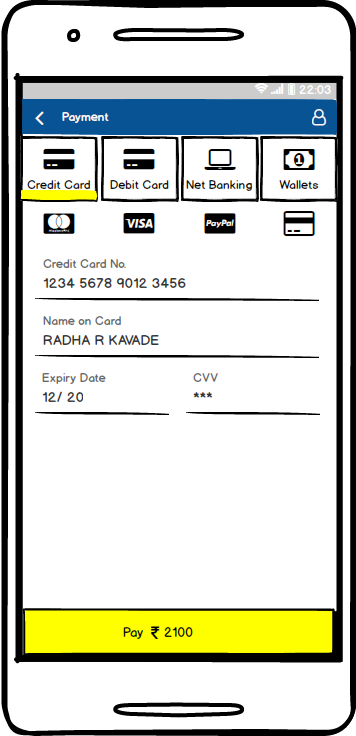 22:03
Payment
Credit Card Debit Card Net Banking Wallets
VISA PayPal
Credit Card No.
1234 5678 9012 3456
Name on Card
RADHA R KAVADE
Expiry Date CVV
12/ 20 ***
Pay ₹ 2100